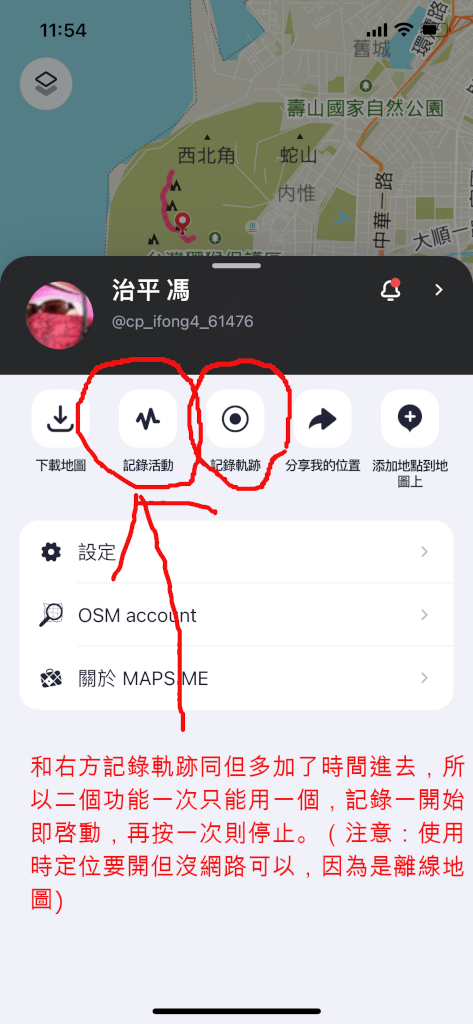 11:54
舊城
環潭路
壽山國家自然公園
西北角
蛇山
內惟
中華一路
大順一路
治平 馮
@cp_ifong4_61476
下載地圖
記錄活動
記錄軌跡
分享我的位置
添加地點到地
圖上
設定
OSM account
關於 MAPS.ME
和右方記錄軌跡同但多加了時間進去，所
以二個功能一次只能用一個，記錄一開始
即啓動，再按一次則停止。（注意：使用
時定位要開但沒網路可以，因為是離線地
圖)